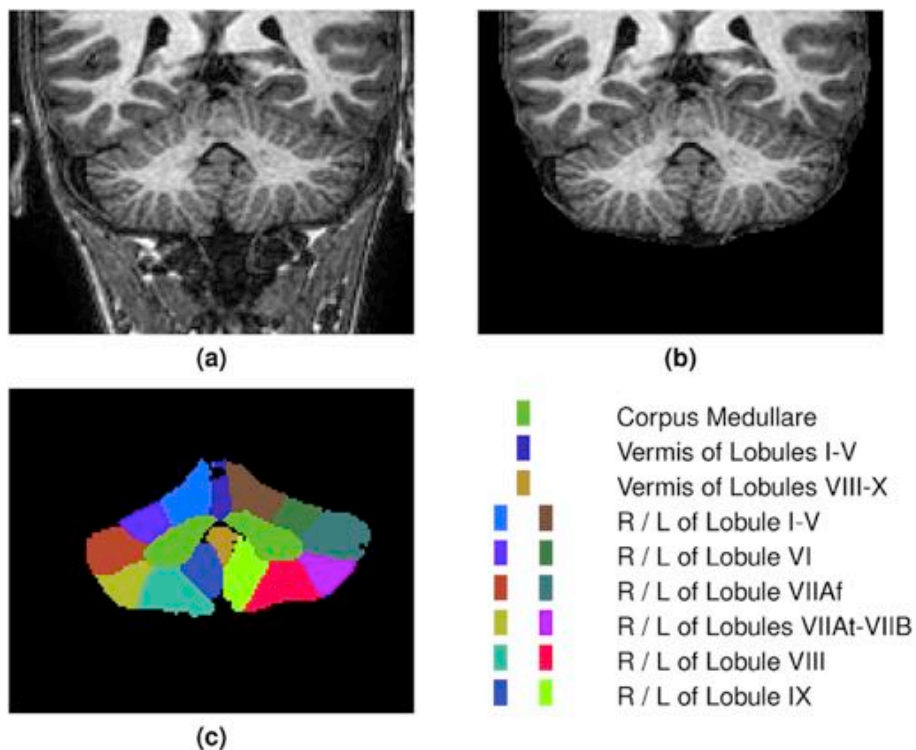 (a)
(b)
Corpus Medullare
Vermis of Lobules I-V
Vermis of Lobules VIII-X
R / L of Lobule I-V
R / L of Lobule VI
R / L of Lobule VIIAf
R / L of Lobules VIIAt-VIIB
R / L of Lobule VIII
R / L of Lobule IX
(c)